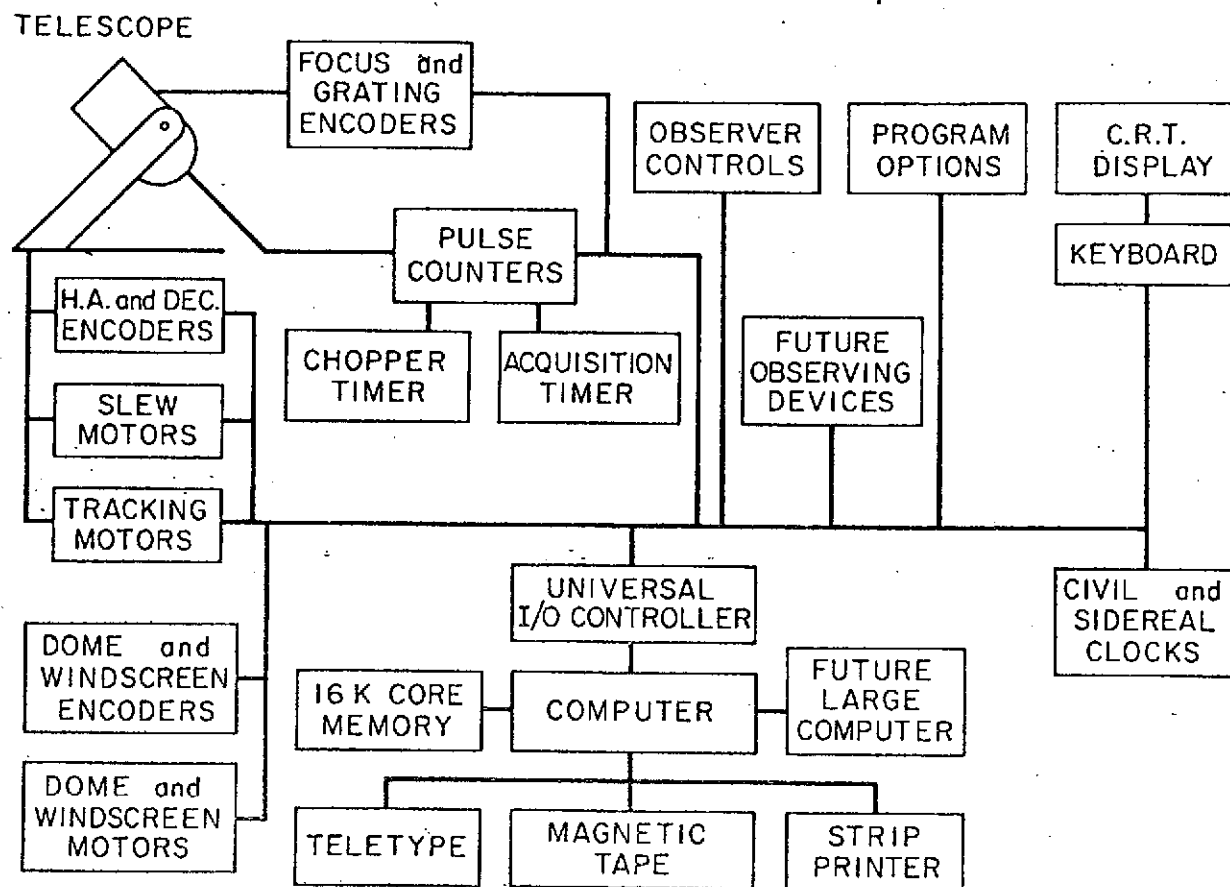 TELESCOPE
FOCUS and
GRATING
ENCODERS
OBSERVER
CONTROLS
PROGRAM
OPTIONS
C.R.T.
DISPLAY
PULSE
COUNTERS
KEYBOARD
H.A. and DEC.
ENCODERS
CHOPPER
TIMER
ACQUISITION
TIMER
FUTURE
OBSERVING
DEVICES
SLEW
MOTORS
TRACKING
MOTORS
UNIVERSAL
I/O CONTROLLER
CIVIL and
SIDEREAL
CLOCKS
DOME and
WINDSCREEN
ENCODERS
16K CORE
MEMORY
COMPUTER
FUTURE
LARGE
COMPUTER
DOME and
WINDSCREEN
MOTORS
TELETYPE
MAGNETIC
TAPE
STRIP
PRINTER